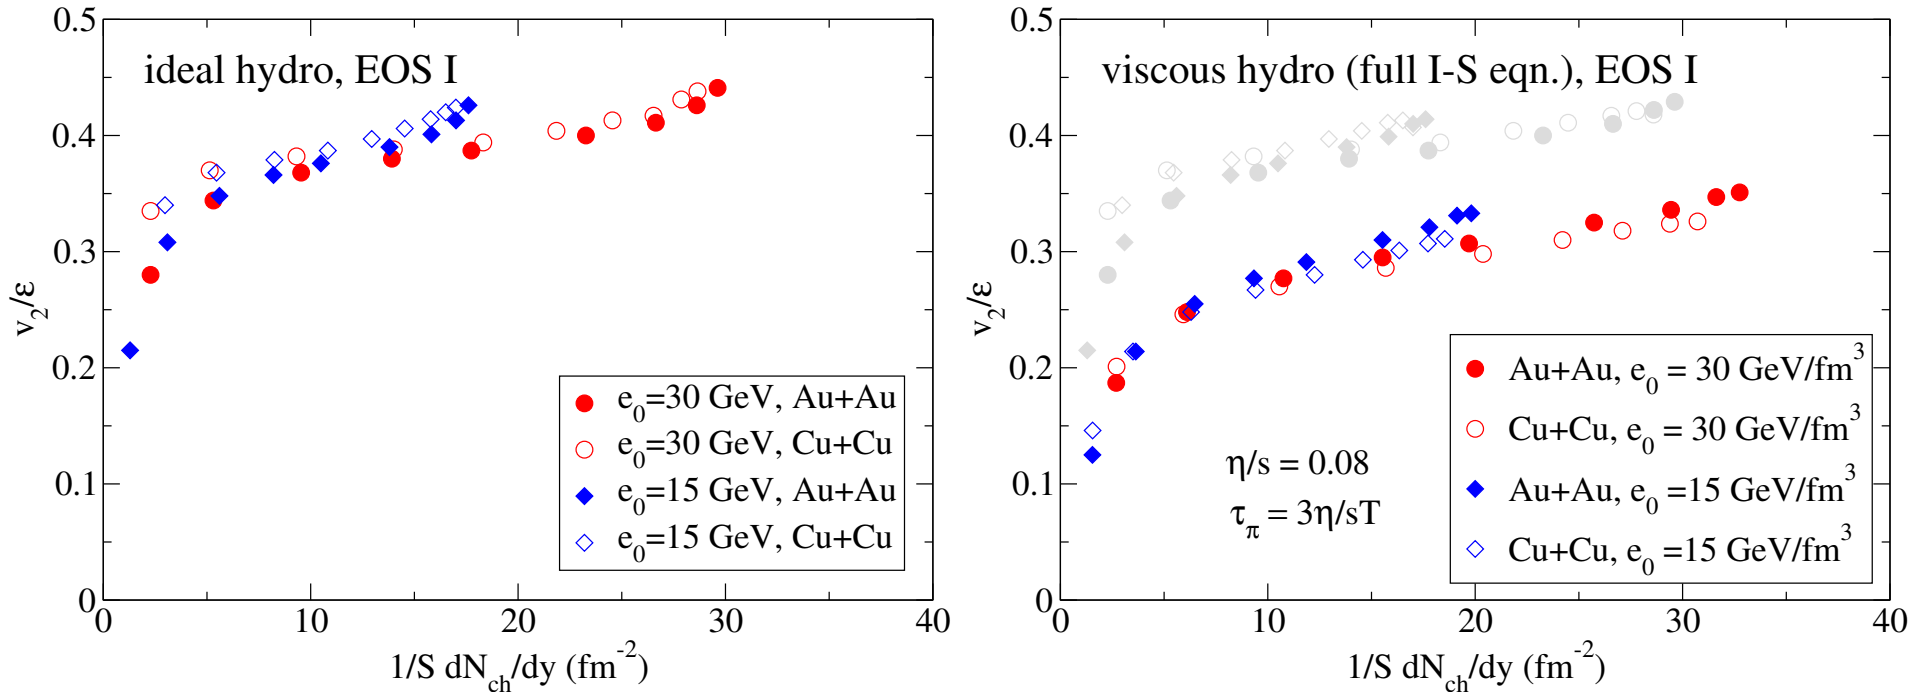 ideal hydro, EOS I
0.5
0.4
0.3
0.2
0.1
0
v₂/ε
e₀=30 GeV, Au+Au
e₀=30 GeV, Cu+Cu
e₀=15 GeV, Au+Au
e₀=15 GeV, Cu+Cu
0 10 20 30 40
1/S dN_ch/dy (fm⁻²)
viscous hydro (full I-S eqn.), EOS I
0.5
0.4
0.3
0.2
0.1
0
v₂/ε
η/s = 0.08
τ_π = 3η/sT
Au+Au, e₀ = 30 GeV/fm³
Cu+Cu, e₀ = 30 GeV/fm³
Au+Au, e₀ =15 GeV/fm³
Cu+Cu, e₀ =15 GeV/fm³
0 10 20 30 40
1/S dN_ch/dy (fm⁻²)